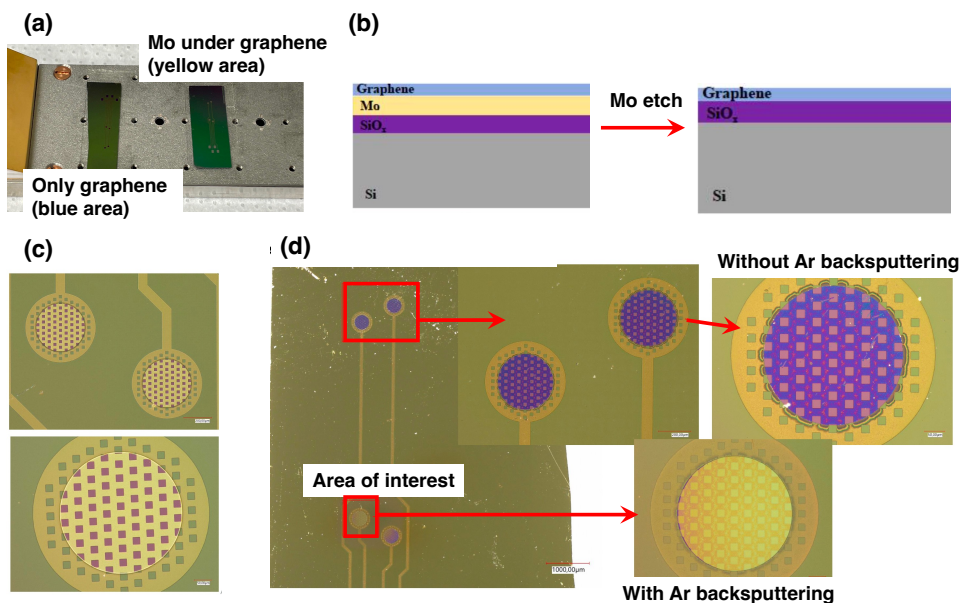 (a)
Mo under graphene
(yellow area)
Only graphene
(blue area)
(b)
Graphene
Mo
SiOₓ
Si
Mo etch
Graphene
SiOₓ
Si
(c)
(d)
Without Ar backsputtering
Area of interest
1000,00µm
With Ar backsputtering